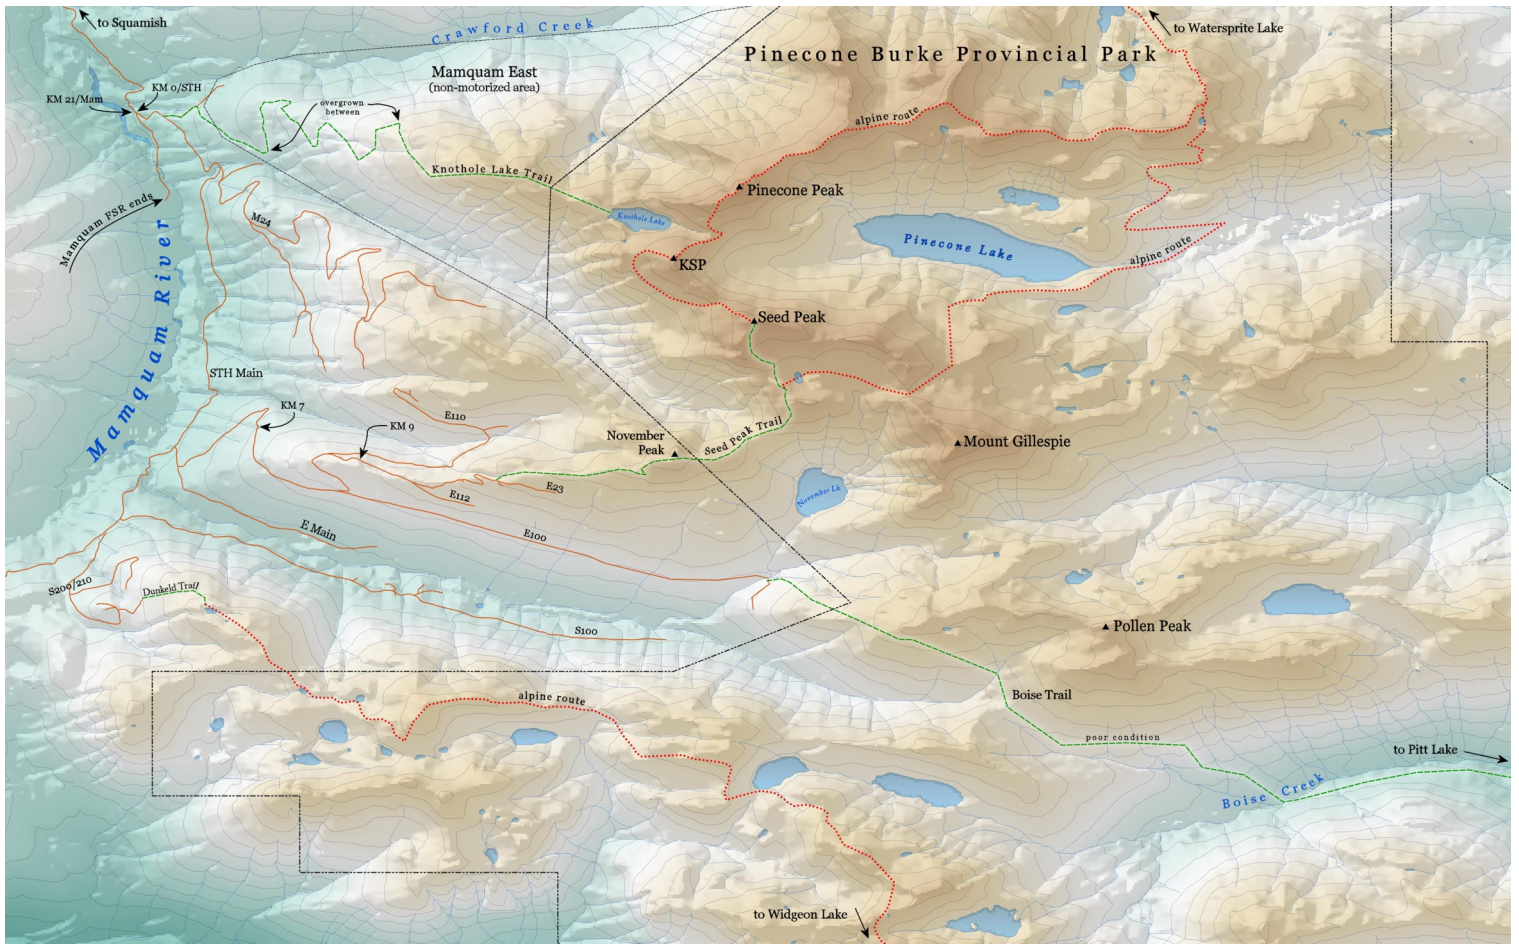 to Squamish
Crawford Creek
to Watersprite Lake
Pinecone Burke Provincial Park
Mamquam East
(non-motorized area)
KM 21/Mam
KM 0/STH
overgrown
between
alpine route
Knothole Lake Trail
Pinecone Peak
Mamquam FSR ends
M24
Knothole Lake
Pinecone Lake
alpine route
KSP
Mamquam River
Seed Peak
STH Main
KM 7
E110
KM 9
November
Peak
Seed Peak Trail
Mount Gillespie
E112
E23
November Lk
E Main
E100
S200/210
Dunkeld Trail
S100
Pollen Peak
alpine route
Boise Trail
poor condition
to Pitt Lake
Boise Creek
to Widgeon Lake